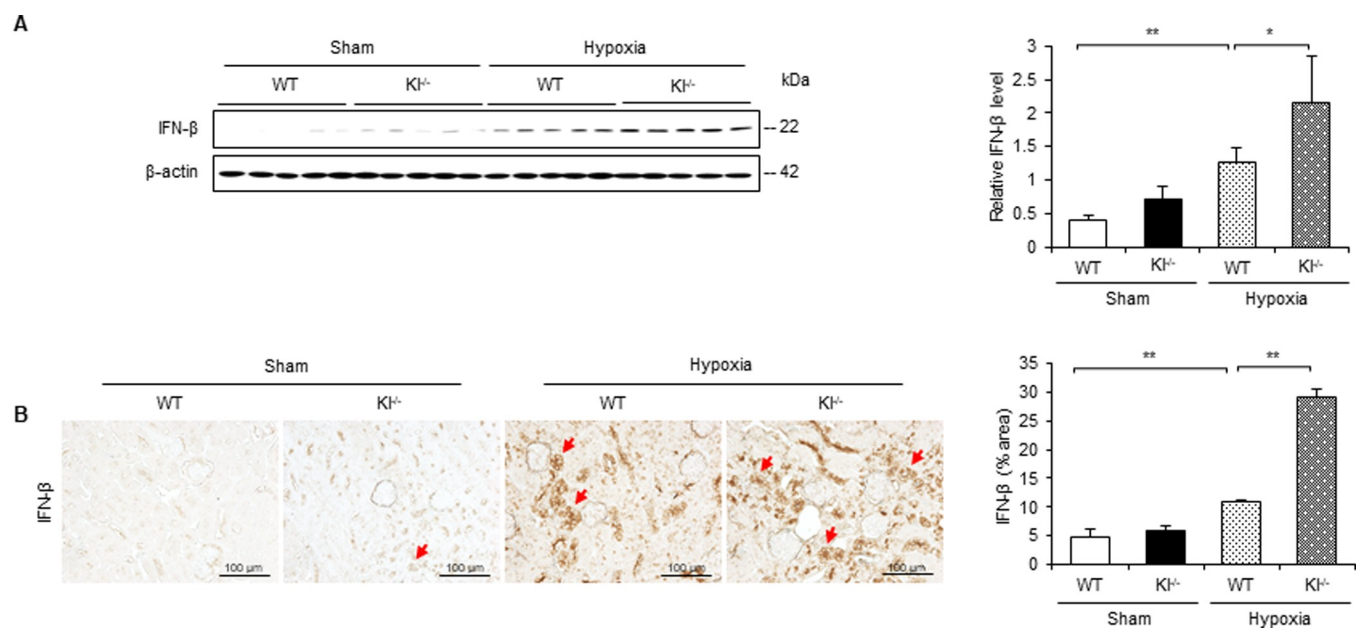 A
Sham Hypoxia
WT Kl-/- WT Kl-/- kDa
IFN-β -- 22
β-actin -- 42
Relative IFN-β level
3
2.5
2
1.5
1
0.5
0
** *
WT Kl-/- WT Kl-/-
Sham Hypoxia
B
Sham Hypoxia
WT Kl-/- WT Kl-/-
IFN-β
100 µm 100 µm 100 µm 100 µm
IFN-β (% area)
35
30
25
20
15
10
5
0
** **
WT Kl-/- WT Kl-/-
Sham Hypoxia